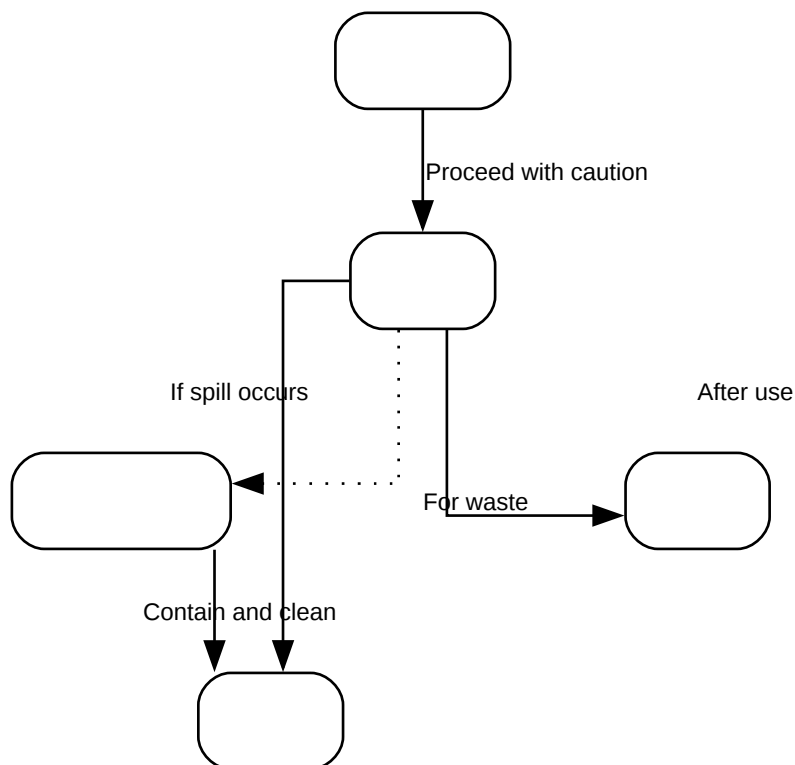 Proceed with caution
If spill occurs
After use
For waste
Contain and clean